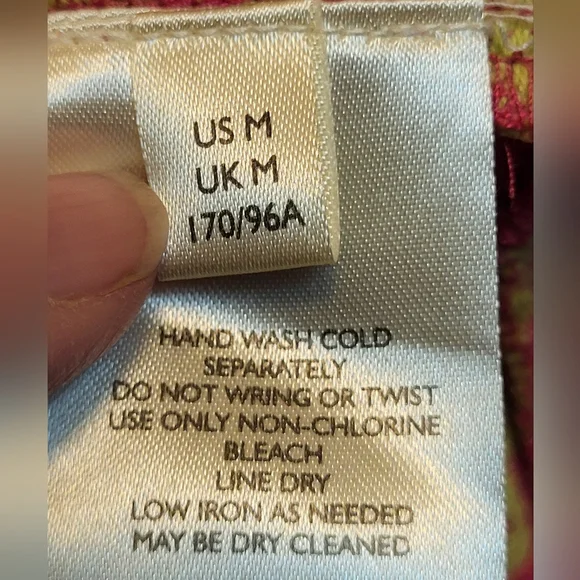 US M
UK M
170/96A
HAND WASH COLD
SEPARATELY
DO NOT WRING OR TWIST
USE ONLY NON-CHLORINE
BLEACH
LINE DRY
LOW IRON AS NEEDED
MAY BE DRY CLEANED